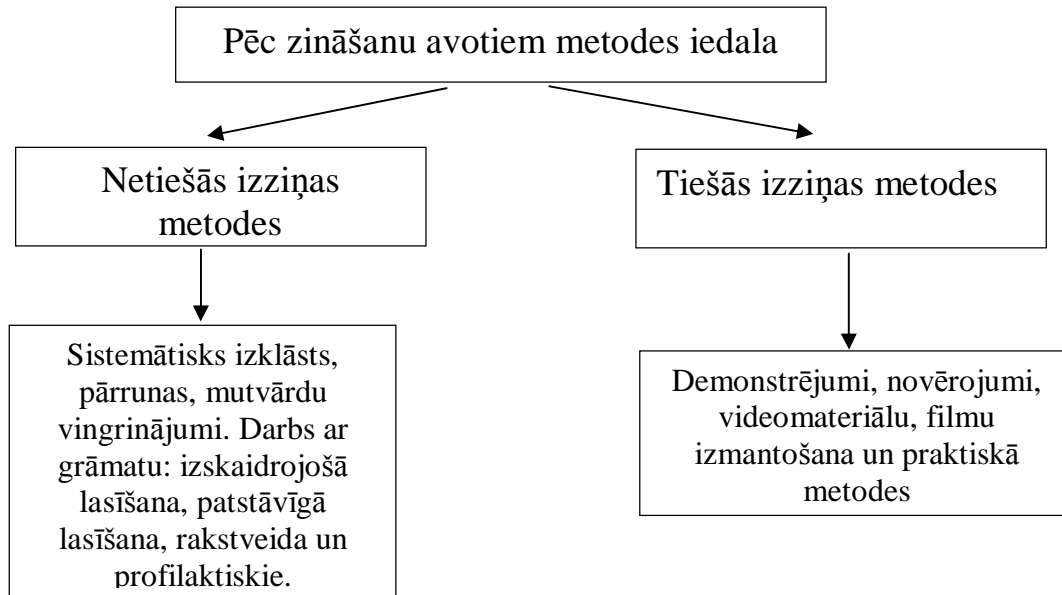 Pēc zināšanu avotiem metodes iedala
Netiešās izziņas
metodes
Tiešās izziņas metodes
Sistemātisks izklāsts,
pārrunas, mutvārdu
vingrinājumi. Darbs ar
grāmatu: izskaidrojošā
lasīšana, patstāvīgā
lasīšana, rakstveida un
profilaktiskie.
Demonstrējumi, novērojumi,
videomateriālu, filmu
izmantošana un praktiskā
metodes